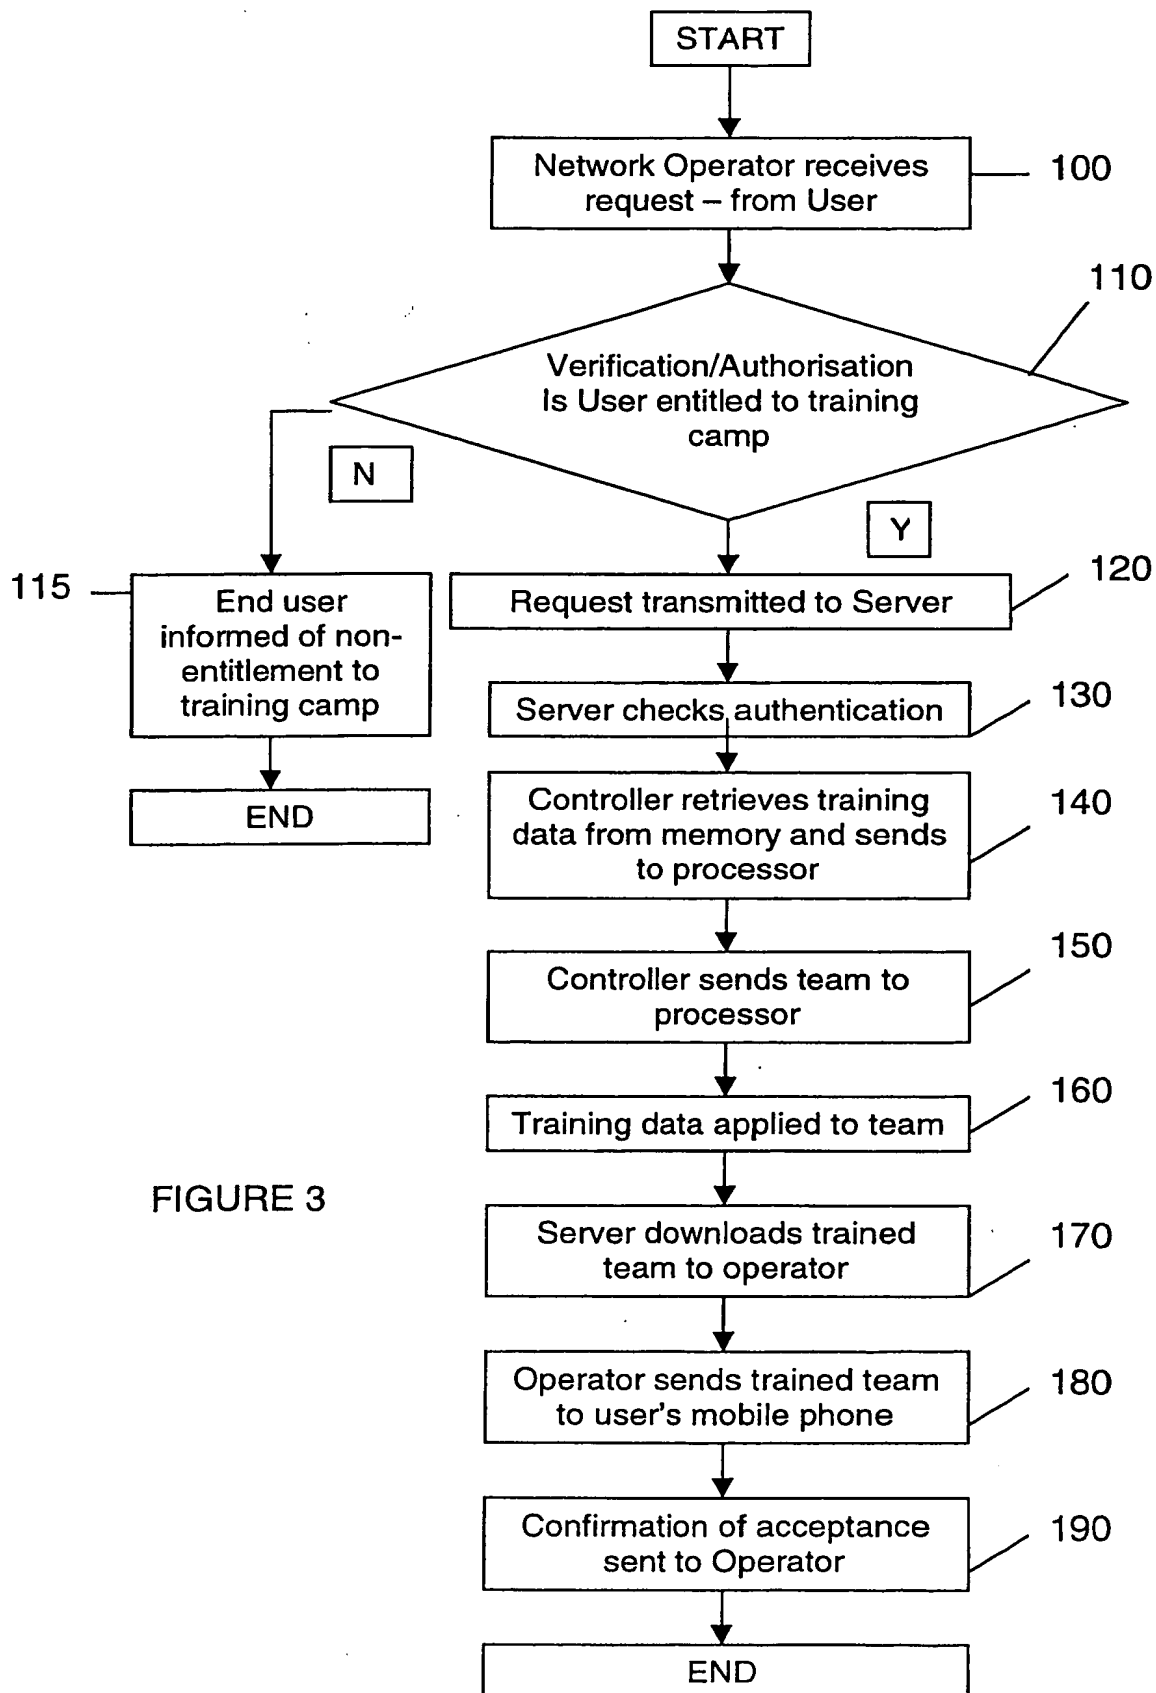 START
Network Operator receives
request – from User
100
110
Verification/Authorisation
Is User entitled to training
camp
N
Y
115
End user
informed of non-
entitlement to
training camp
END
Request transmitted to Server
120
Server checks authentication
130
Controller retrieves training
data from memory and sends
to processor
140
Controller sends team to
processor
150
Training data applied to team
160
FIGURE 3
Server downloads trained
team to operator
170
Operator sends trained team
to user's mobile phone
180
Confirmation of acceptance
sent to Operator
190
END